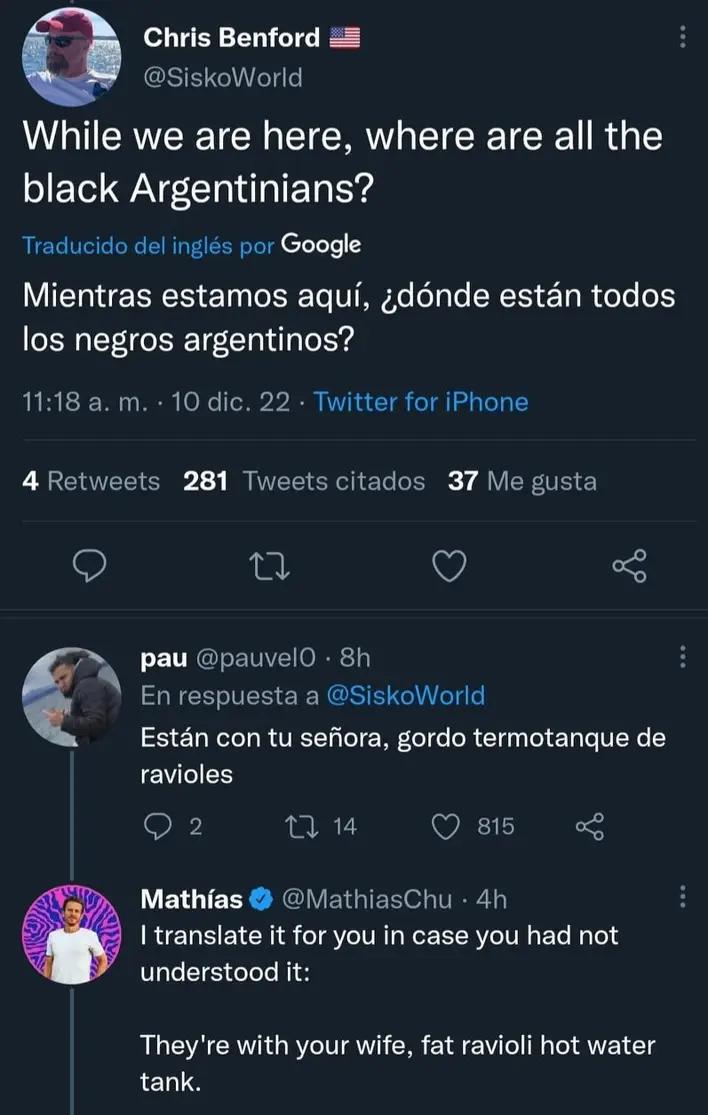 Chris Benford 🇺🇸
@SiskoWorld
While we are here, where are all the
black Argentinians?
Traducido del inglés por Google
Mientras estamos aquí, ¿dónde están todos
los negros argentinos?
11:18 a. m. · 10 dic. 22 · Twitter for iPhone
4 Retweets 281 Tweets citados 37 Me gusta
pau @pauvel0 · 8h
En respuesta a @SiskoWorld
Están con tu señora, gordo termotanque de
ravioles
2 14 815
Mathías @MathiasChu · 4h
I translate it for you in case you had not
understood it:
They're with your wife, fat ravioli hot water
tank.